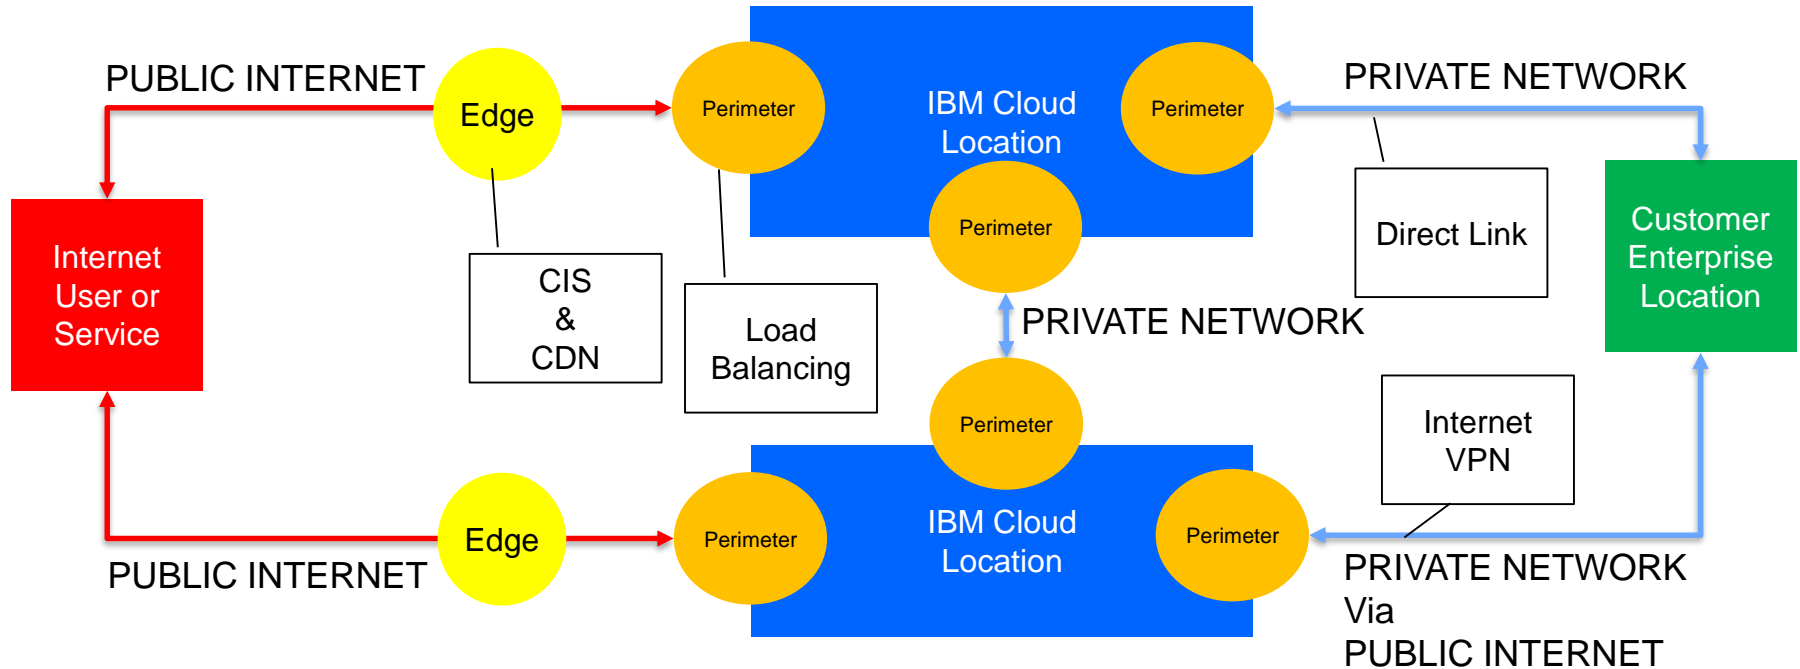 PUBLIC INTERNET
Edge
Perimeter
IBM Cloud
Location
Perimeter
PRIVATE NETWORK
Perimeter
Internet
User or
Service
CIS
&
CDN
Load
Balancing
Direct Link
Customer
Enterprise
Location
PRIVATE NETWORK
Perimeter
Internet
VPN
PUBLIC INTERNET
Edge
Perimeter
IBM Cloud
Location
Perimeter
PRIVATE NETWORK
Via
PUBLIC INTERNET